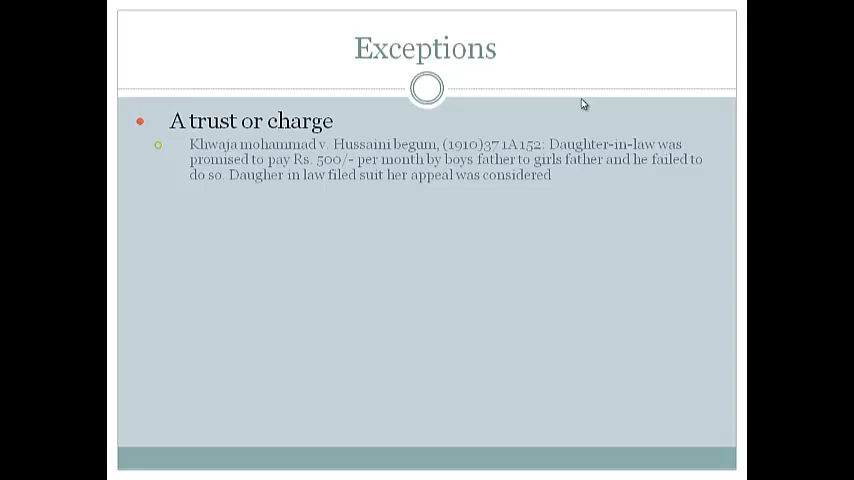 Exceptions
A trust or charge
Khwaja mohammad v. Hussaini begum, (1910)37 1A 152: Daughter-in-law was
promised to pay Rs. 500/- per month by boys father to girls father and he failed to
do so. Daugher in law filed suit her appeal was considered